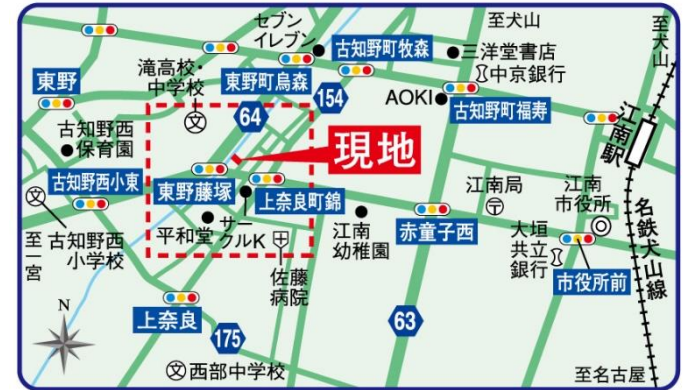 セブン
イレブン
至犬山
至犬山
古知野町牧森
三洋堂書店
中京銀行
滝高校・
中学校
東野
東野町鳥森
154
AOKI
古知野町福寿
江南駅
64
古知野西
保育園
現地
古知野西小東
東野藤塚
上奈良町錦
江南局
江南
市役所
名鉄犬山線
文
古知野西
小学校
至一宮
平和堂
サー
クルK
江南
幼稚園
赤童子西
大垣
共立
銀行
市役所前
佐藤
病院
N
上奈良
175
63
文
文西部中学校
至名古屋